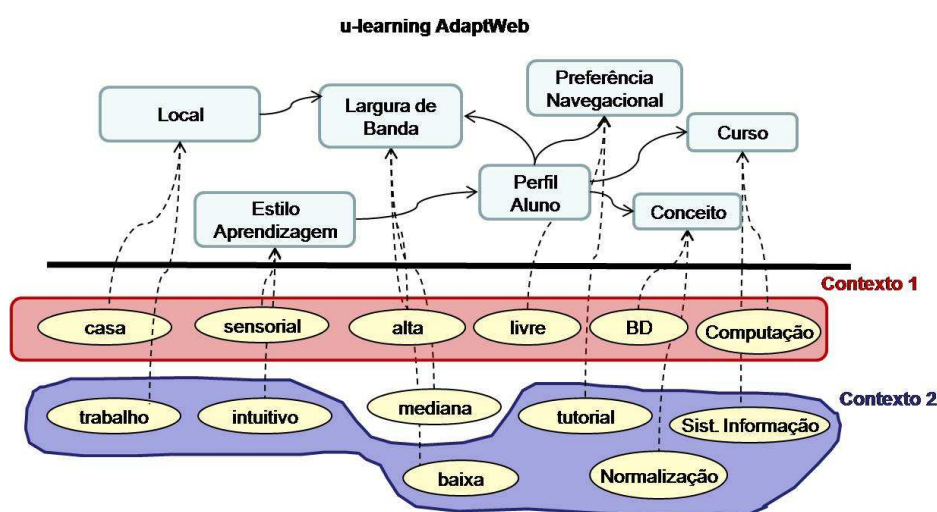 u-learning AdaptWeb
Preferência
Navegacional
Local
Largura de
Banda
Curso
Perfil
Aluno
Estilo
Aprendizagem
Conceito
Contexto 1
casa
sensorial
alta
livre
BD
Computação
Contexto 2
trabalho
intuitivo
mediana
tutorial
Sist. Informação
baixa
Normalização